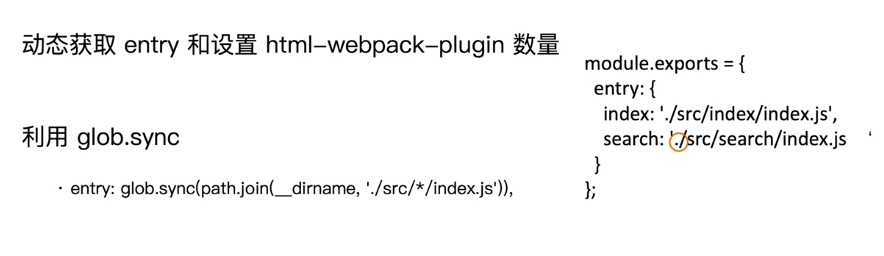 动态获取 entry 和设置 html-webpack-plugin 数量
利用 glob.sync
· entry: glob.sync(path.join(__dirname, './src/*/index.js')),
module.exports = {
entry: {
index: './src/index/index.js',
search: './src/search/index.js
}
};